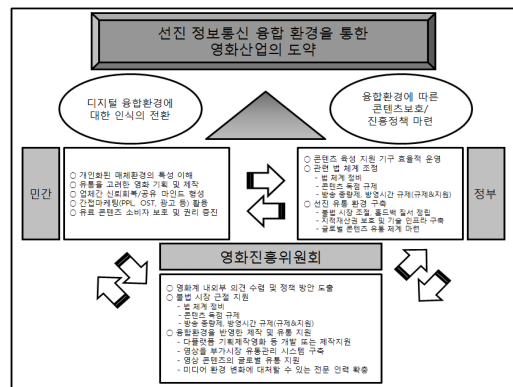 선진 정보통신 융합 환경을 통한
영화산업의 도약
디지털 융합환경에
대한 인식의 전환
융합환경에 따른
콘텐츠보호/
진흥정책 마련
민간
○ 개인화된 매체환경의 특성 이해
○ 유통을 고려한 영화 기획 및 제작
○ 업체간 신뢰회복/공유 마인드 형성
○ 간접마케팅(PPL, OST, 광고 등) 활용
○ 유료 콘텐츠 소비자 보호 및 권리 증진
○ 콘텐츠 육성 지원 기구 효율적 운영
○ 관련 법 체계 조정
- 법 체계 정비
- 콘텐츠 독점 규제
- 방송 종량제, 방영시간 규제(규제&지원)
○ 선진 유통 환경 구축
- 불법 시장 조절, 홀드백 질서 정립
- 지적재산권 보호 및 기술 인프라 구축
- 글로벌 콘텐츠 유통 체계 마련
정부
영화진흥위원회
○ 영화계 내외부 의견 수렴 및 정책 방안 도출
○ 불법 시장 근절 지원
- 법 체계 정비
- 콘텐츠 독점 규제
- 방송 종량제, 방영시간 규제(규제&지원)
○ 융합환경을 반영한 제작 및 유통 지원
- 다플랫폼 기획제작영화 등 개발 또는 제작지원
- 영상물 부가시장 유통관리 시스템 구축
- 영상 콘텐츠의 글로벌 유통 지원
- 미디어 환경 변화에 대처할 수 있는 전문 인력 확충